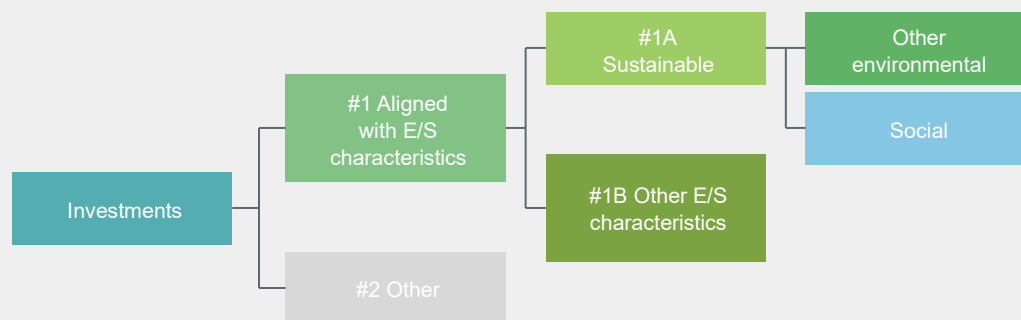 #1A
Sustainable
Other
environmental
#1 Aligned
with E/S
characteristics
Social
Investments
#1B Other E/S
characteristics
#2 Other